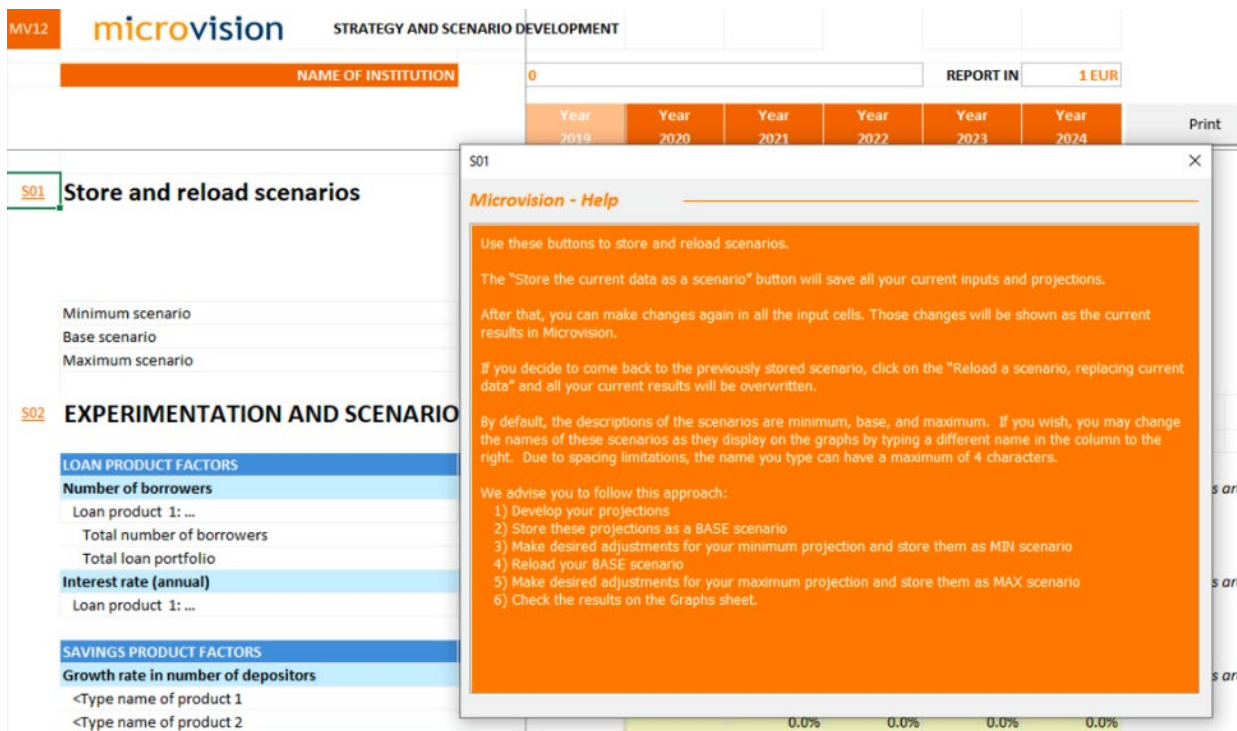 MV12 microvision STRATEGY AND SCENARIO DEVELOPMENT
NAME OF INSTITUTION 0 REPORT IN 1 EUR
Year Year Year Year Year Year
2019 2020 2021 2022 2023 2024
Print
S01 Store and reload scenarios
Minimum scenario
Base scenario
Maximum scenario
S02 EXPERIMENTATION AND SCENARIO
LOAN PRODUCT FACTORS
Number of borrowers
Loan product 1: ...
Total number of borrowers
Total loan portfolio
Interest rate (annual)
Loan product 1: ...
SAVINGS PRODUCT FACTORS
Growth rate in number of depositors
<Type name of product 1
<Type name of product 2
0.0% 0.0% 0.0% 0.0%
S01
Microvision - Help
Use these buttons to store and reload scenarios.
The “Store the current data as a scenario” button will save all your current inputs and projections.
After that, you can make changes again in all the input cells. Those changes will be shown as the current
results in Microvision.
If you decide to come back to the previously stored scenario, click on the “Reload a scenario, replacing current
data” and all your current results will be overwritten.
By default, the descriptions of the scenarios are minimum, base, and maximum. If you wish, you may change
the names of these scenarios as they display on the graphs by typing a different name in the column to the
right. Due to spacing limitations, the name you type can have a maximum of 4 characters.
We advise you to follow this approach:
1) Develop your projections
2) Store these projections as a BASE scenario
3) Make desired adjustments for your minimum projection and store them as MIN scenario
4) Reload your BASE scenario
5) Make desired adjustments for your maximum projection and store them as MAX scenario
6) Check the results on the Graphs sheet.